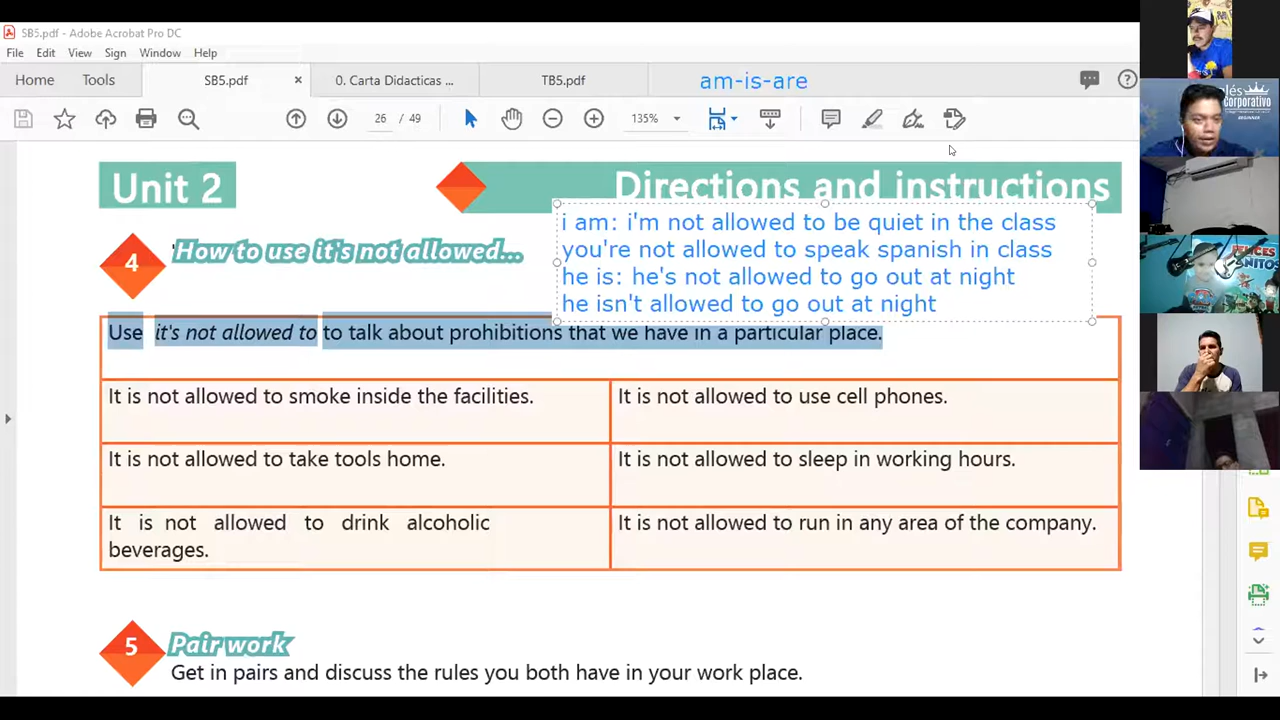 SB5.pdf - Adobe Acrobat Pro DC
File Edit View Sign Window Help
Home Tools SB5.pdf × 0. Carta Didacticas ... TB5.pdf am-is-are
26 / 49 135%
Unit 2 Directions and instructions
i am: i'm not allowed to be quiet in the class
you're not allowed to speak spanish in class
he is: he's not allowed to go out at night
he isn't allowed to go out at night
4 How to use it's not allowed...
Use it's not allowed to to talk about prohibitions that we have in a particular place.
It is not allowed to smoke inside the facilities. It is not allowed to use cell phones.
It is not allowed to take tools home. It is not allowed to sleep in working hours.
It is not allowed to drink alcoholic
beverages.
It is not allowed to run in any area of the company.
5 Pair work
Get in pairs and discuss the rules you both have in your work place.
BEGINNER
FELICES